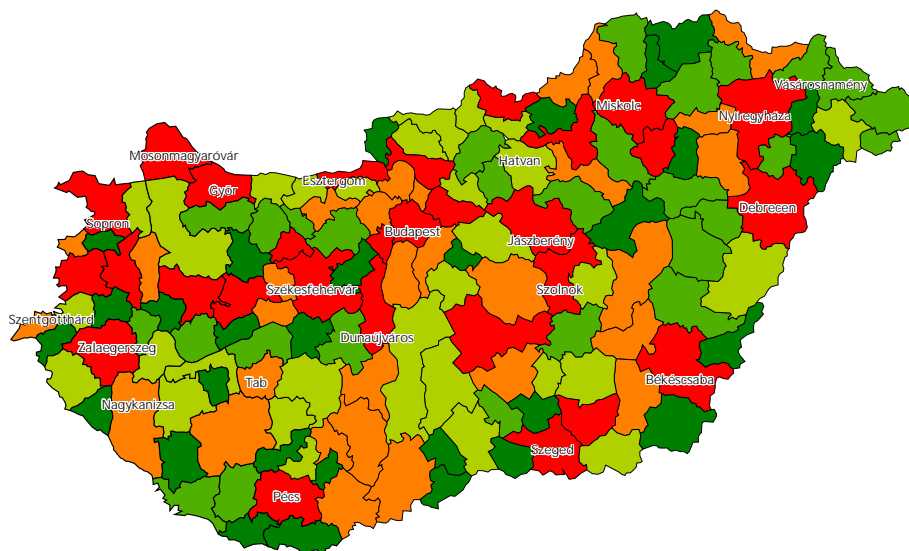 Vásárosnamény
Miskolc
Nyíregyháza
Mosonmagyaróvár
Hatvan
Esztergom
Győr
Debrecen
Sopron
Budapest
Jászberény
Székesfehérvár
Szolnok
Szentgotthárd
Dunaújváros
Zalaegerszeg
Békéscsaba
Tab
Nagykanizsa
Szeged
Pécs